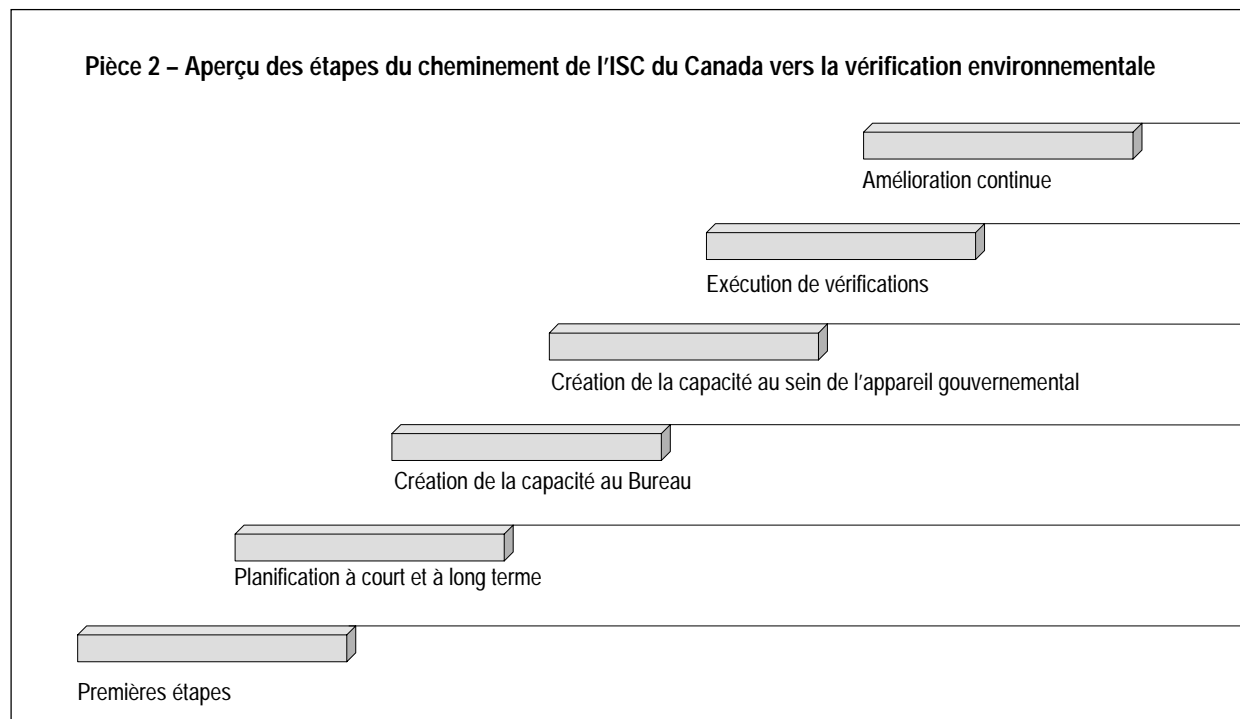 Pièce 2 – Aperçu des étapes du cheminement de l'ISC du Canada vers la vérification environnementale
Amélioration continue
Exécution de vérifications
Création de la capacité au sein de l'appareil gouvernemental
Création de la capacité au Bureau
Planification à court et à long terme
Premières étapes